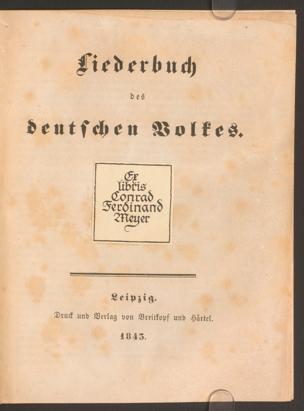 Liederbuch
des
deutschen Volkes.
Ex
libris
Conrad
Ferdinand
Meyer
Leipzig.
Druck und Verlag von Breitkopf und Härtel.
1843.